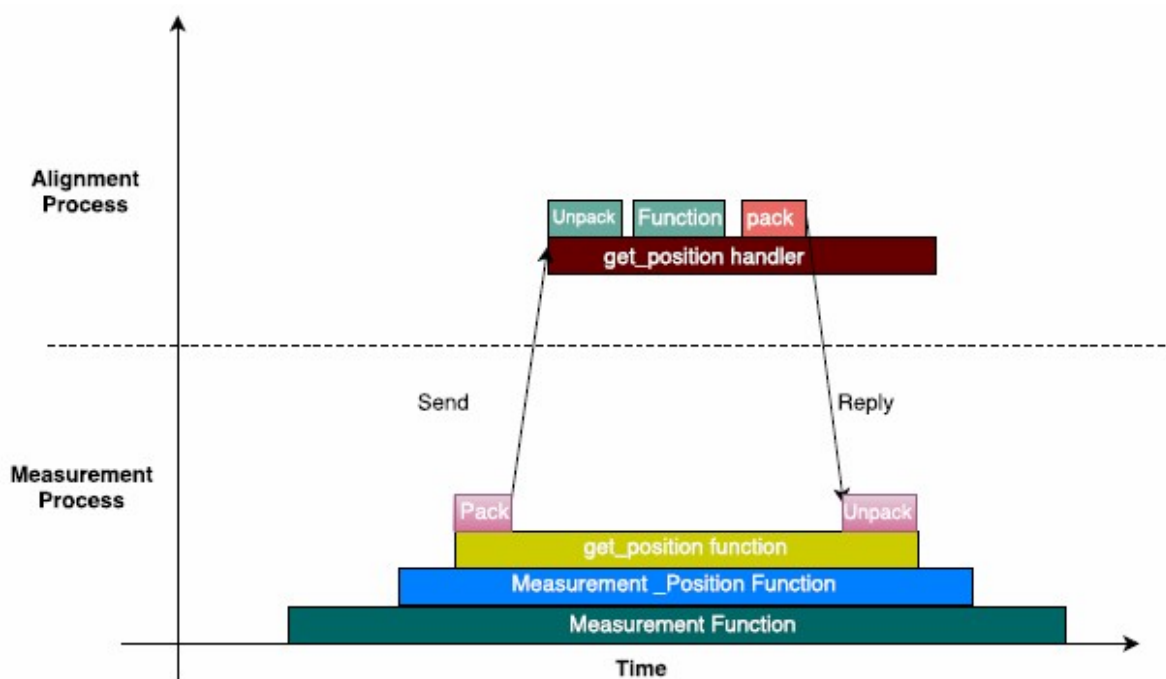 Alignment
Process
Unpack
Function
pack
get_position handler
Send
Reply
Measurement
Process
Pack
Unpack
get_position function
Measurement _Position Function
Measurement Function
Time